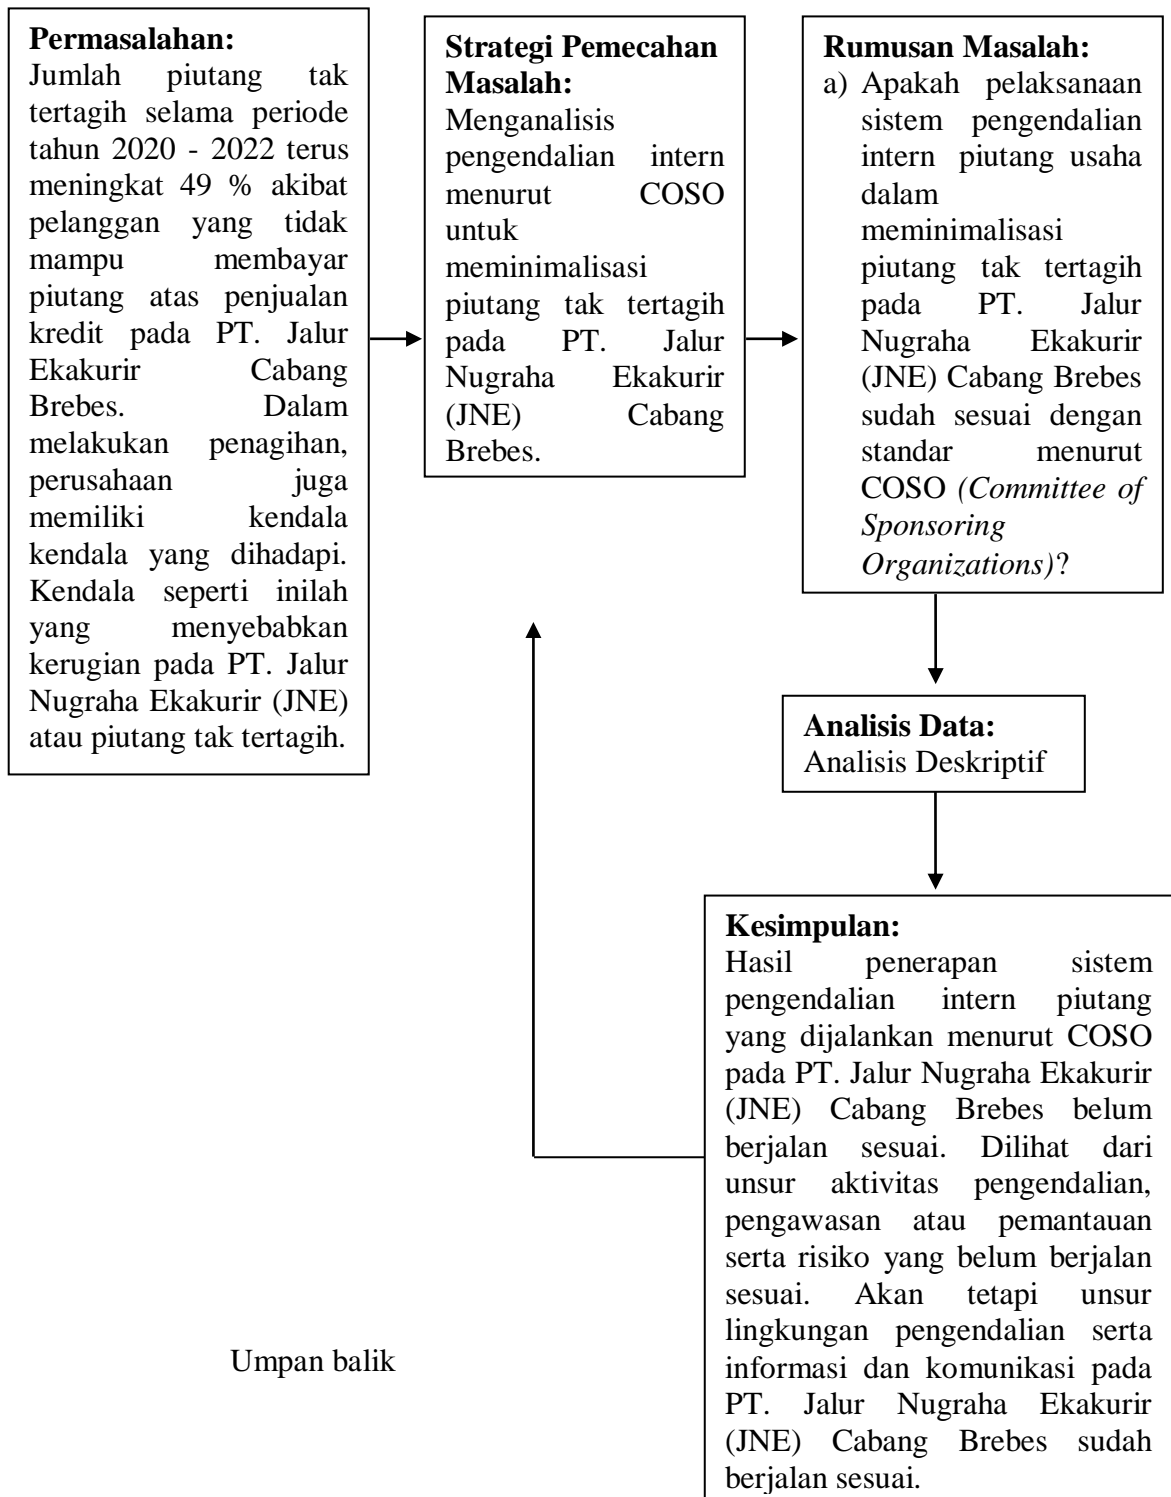 Permasalahan:
Jumlah piutang tak
tertagih selama periode
tahun 2020 - 2022 terus
meningkat 49 % akibat
pelanggan yang tidak
mampu membayar
piutang atas penjualan
kredit pada PT. Jalur
Ekakurir Cabang
Brebes. Dalam
melakukan penagihan,
perusahaan juga
memiliki kendala
kendala yang dihadapi.
Kendala seperti inilah
yang menyebabkan
kerugian pada PT. Jalur
Nugraha Ekakurir (JNE)
atau piutang tak tertagih.
Strategi Pemecahan
Masalah:
Menganalisis
pengendalian intern
menurut COSO
untuk
meminimalisasi
piutang tak tertagih
pada PT. Jalur
Nugraha Ekakurir
(JNE) Cabang
Brebes.
Rumusan Masalah:
a) Apakah pelaksanaan
sistem pengendalian
intern piutang usaha
dalam
meminimalisasi
piutang tak tertagih
pada PT. Jalur
Nugraha Ekakurir
(JNE) Cabang Brebes
sudah sesuai dengan
standar menurut
COSO (Committee of
Sponsoring
Organizations)?
Analisis Data:
Analisis Deskriptif
Kesimpulan:
Hasil penerapan sistem
pengendalian intern piutang
yang dijalankan menurut COSO
pada PT. Jalur Nugraha Ekakurir
(JNE) Cabang Brebes belum
berjalan sesuai. Dilihat dari
unsur aktivitas pengendalian,
pengawasan atau pemantauan
serta risiko yang belum berjalan
sesuai. Akan tetapi unsur
lingkungan pengendalian serta
informasi dan komunikasi pada
PT. Jalur Nugraha Ekakurir
(JNE) Cabang Brebes sudah
berjalan sesuai.
Umpan balik